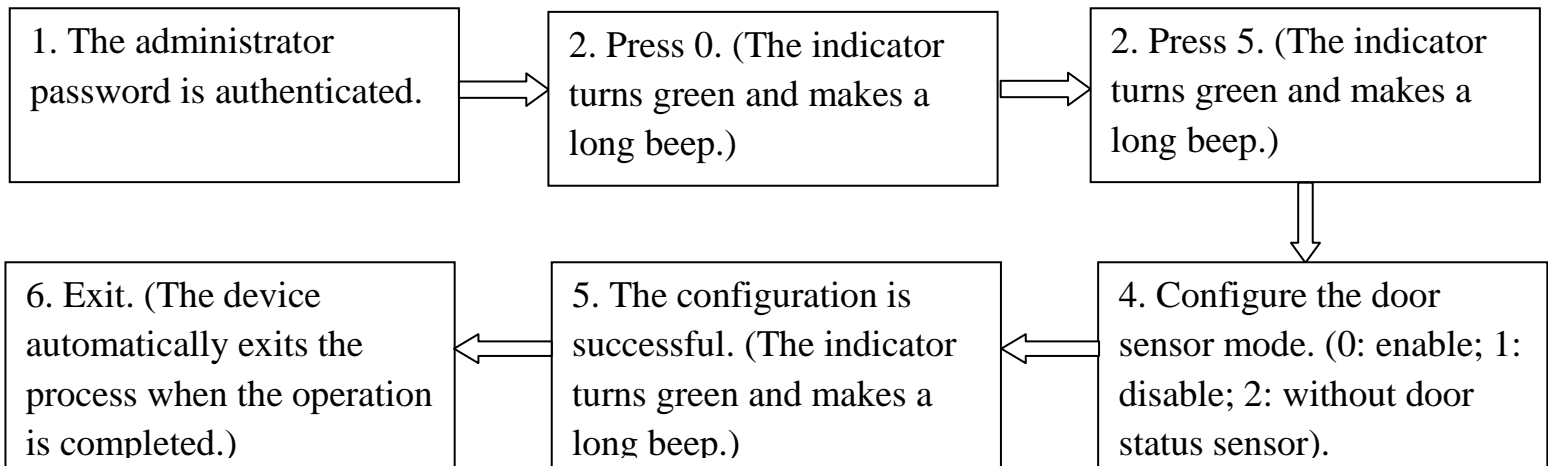 1. The administrator
password is authenticated.
2. Press 0. (The indicator
turns green and makes a
long beep.)
2. Press 5. (The indicator
turns green and makes a
long beep.)
4. Configure the door
sensor mode. (0: enable; 1:
disable; 2: without door
status sensor).
5. The configuration is
successful. (The indicator
turns green and makes a
long beep.)
6. Exit. (The device
automatically exits the
process when the operation
is completed.)